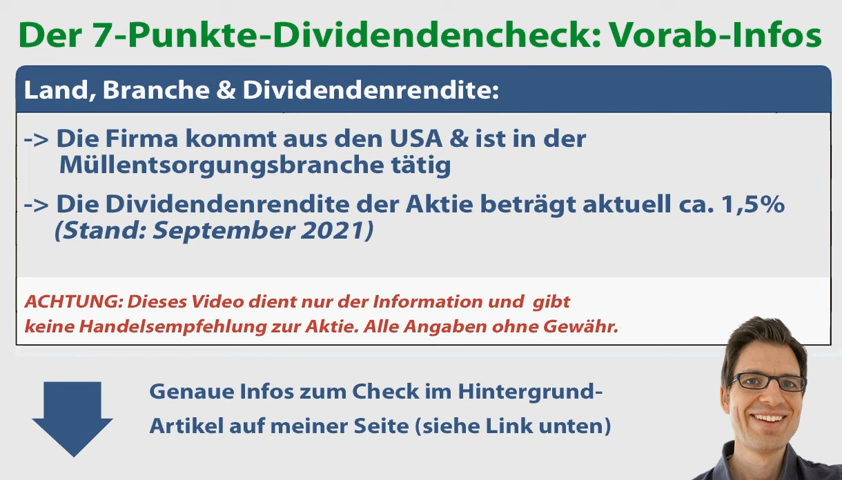 Der 7-Punkte-Dividendencheck: Vorab-Infos
Land, Branche & Dividendenrendite:
-> Die Firma kommt aus den USA & ist in der
Müllentsorgungsbranche tätig
-> Die Dividendenrendite der Aktie beträgt aktuell ca. 1,5%
(Stand: September 2021)
ACHTUNG: Dieses Video dient nur der Information und gibt
keine Handelsempfehlung zur Aktie. Alle Angaben ohne Gewähr.
Genaue Infos zum Check im Hintergrund-
Artikel auf meiner Seite (siehe Link unten)